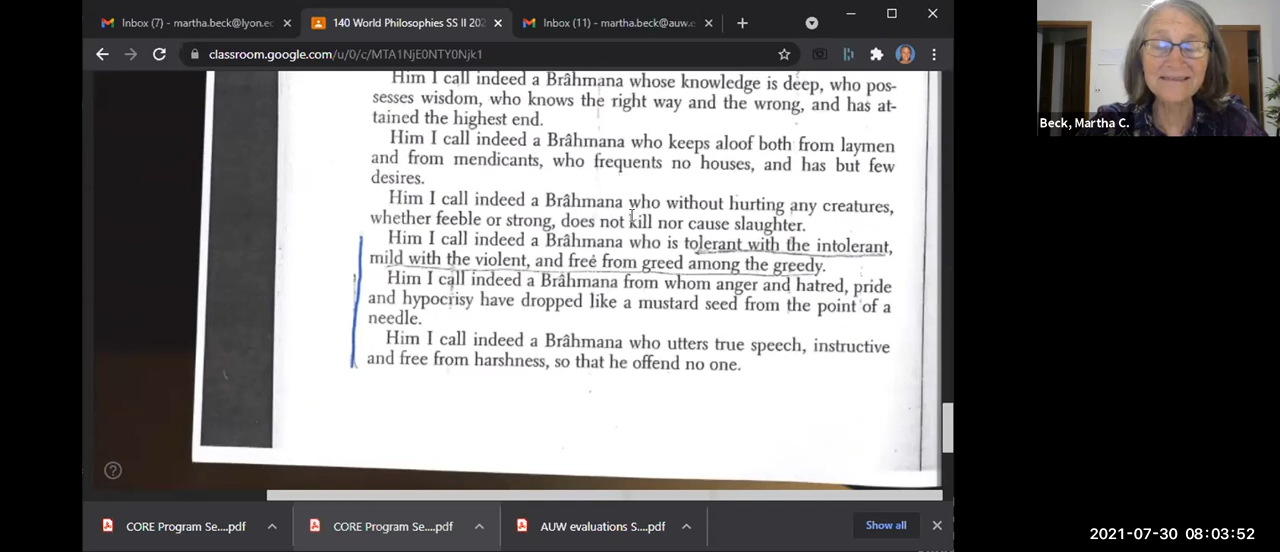 Inbox (7) - martha.beck@lyon.ec
140 World Philosophies SS II 202
Inbox (11) - martha.beck@auw.e
classroom.google.com/u/0/c/MTA1NjE0NTY0Njk1
Him I call indeed a Brâhmana whose knowledge is deep, who pos-
sesses wisdom, who knows the right way and the wrong, and has at-
tained the highest end.
Him I call indeed a Brâhmana who keeps aloof both from laymen
and from mendicants, who frequents no houses, and has but few
desires.
Him I call indeed a Brâhmana who without hurting any creatures,
whether feeble or strong, does not kill nor cause slaughter.
Him I call indeed a Brâhmana who is tolerant with the intolerant,
mild with the violent, and free from greed among the greedy.
Him I call indeed a Brâhmana from whom anger and hatred, pride
and hypocrisy have dropped like a mustard seed from the point of a
needle.
Him I call indeed a Brâhmana who utters true speech, instructive
and free from harshness, so that he offend no one.
CORE Program Se....pdf
CORE Program Se....pdf
AUW evaluations S....pdf
Show all
Beck, Martha C.
2021-07-30 08:03:52